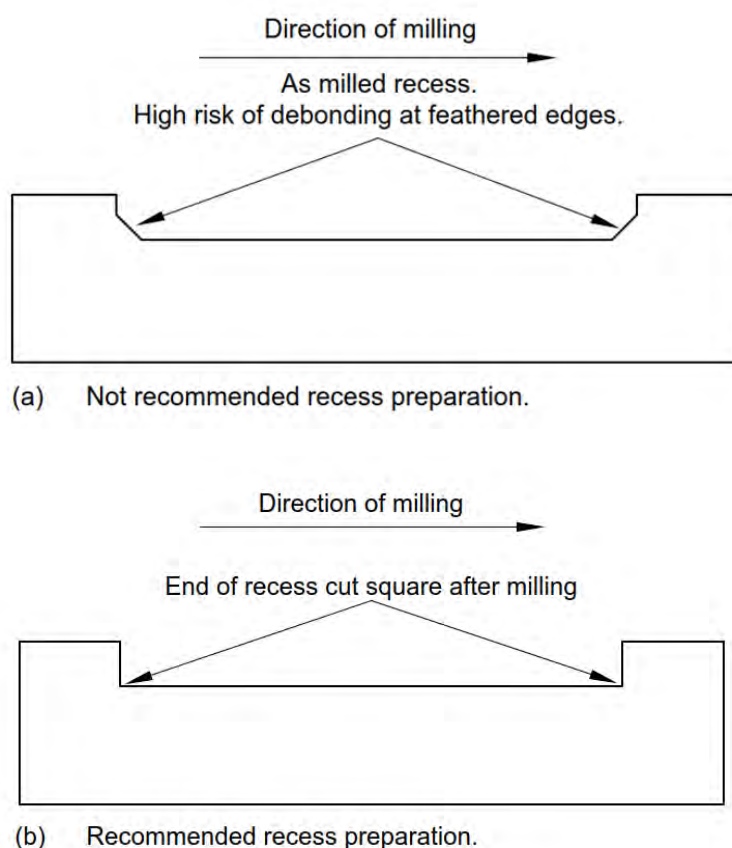 Direction of milling
As milled recess.
High risk of debonding at feathered edges.
(a) Not recommended recess preparation.
Direction of milling
End of recess cut square after milling
(b) Recommended recess preparation.